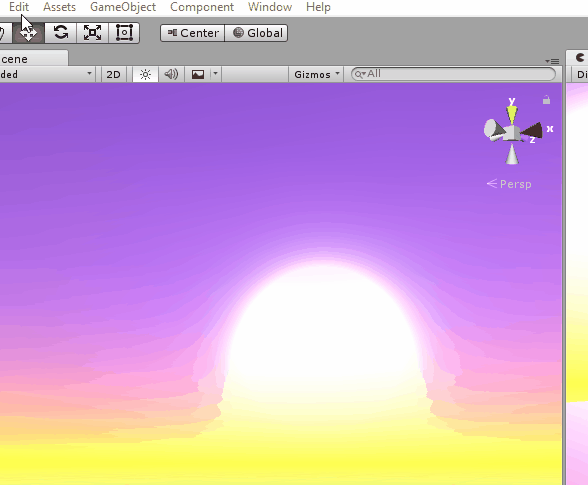 Edit Assets GameObject Component Window Help
Center Global
cene
ded 2D Gizmos All Di
y
x
z
Persp